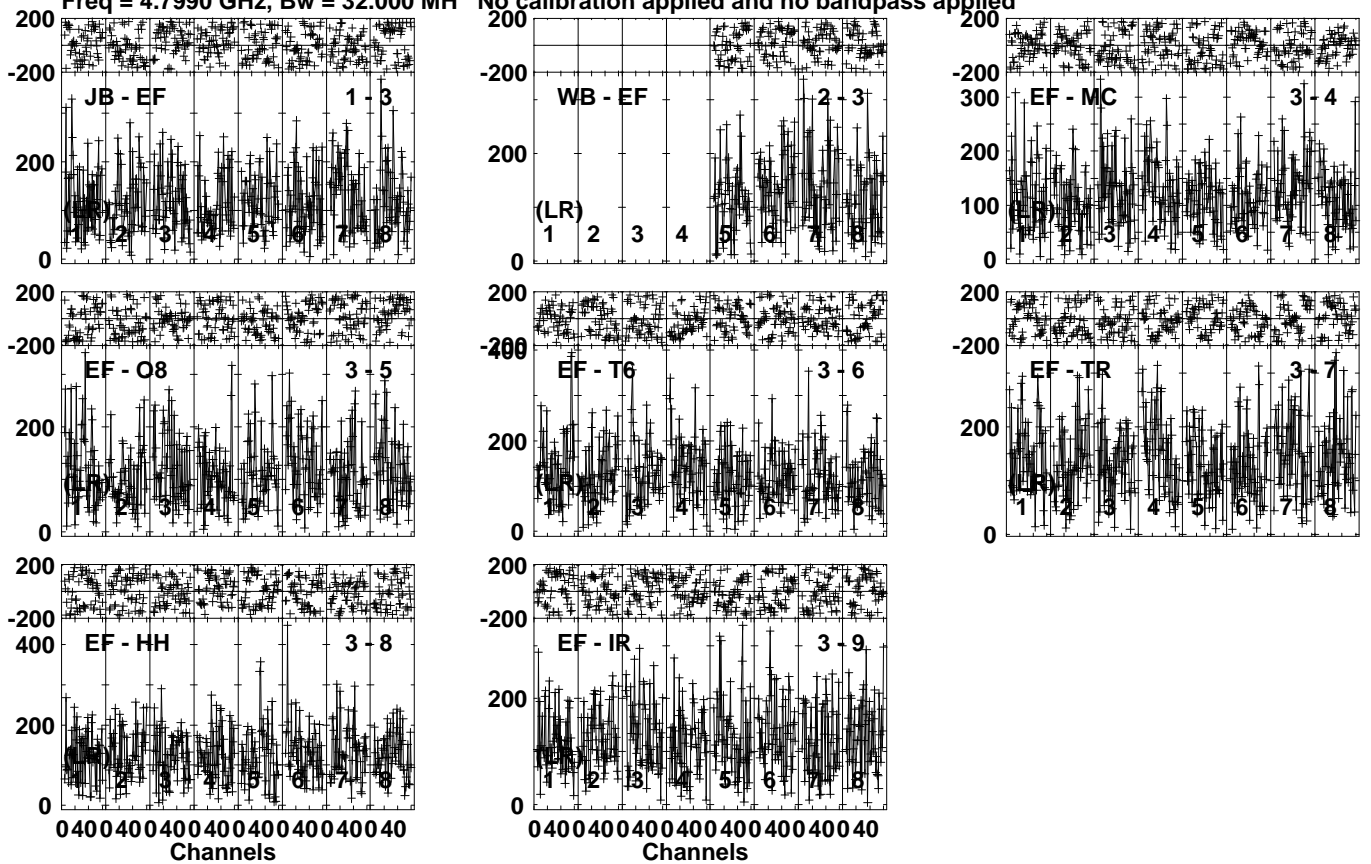 Freq = 4.7990 GHz, Bw = 32.000 MH No calibration applied and no bandpass applied
200 200 200
-200 -200 -200
JB - EF 1 - 3 WB - EF 2 - 3 EF - MC 3 - 4
300
200 200 200
100
(LR) (LR) (LR)
1 2 3 4 5 6 7 8 1 2 3 4 5 6 7 8 1 2 3 4 5 6 7 8
0 0 0
200 200 200
-200 -200 -200
400
EF - O8 3 - 5 EF - T6 3 - 6 EF - TR 3 - 7
200 200 200
(LR) (LR) (LR)
1 2 3 4 5 6 7 8 1 2 3 4 5 6 7 8 1 2 3 4 5 6 7 8
0 0 0
200 200
-200 -200
EF - HH 3 - 8 EF - IR 3 - 9
400
200 200
(LR) (LR)
1 2 3 4 5 6 7 8 1 2 3 4 5 6 7 8
0 0
0 40 0 40 0 40 0 40 0 40 0 40 0 40 0 40 0 40 0 40 0 40 0 40 0 40 0 40 0 40 0 40
Channels Channels